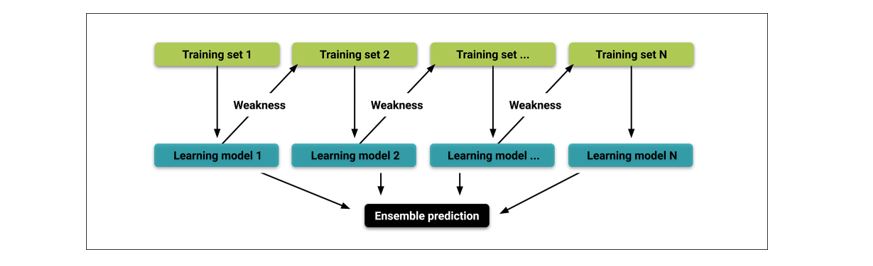 Training set 1
Training set 2
Training set ...
Training set N
Weakness
Weakness
Weakness
Learning model 1
Learning model 2
Learning model ...
Learning model N
Ensemble prediction